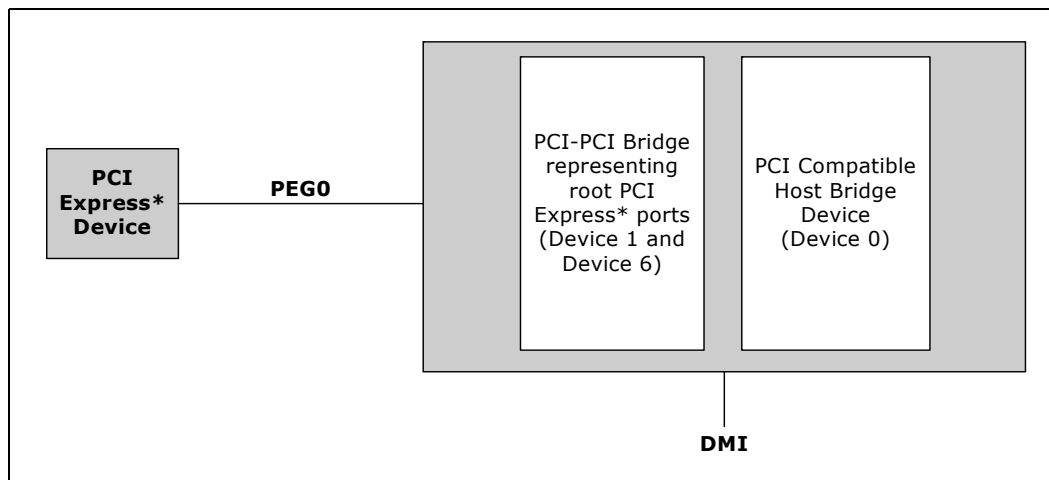 PCI
Express*
Device
PEG0
PCI-PCI Bridge
representing
root PCI
Express* ports
(Device 1 and
Device 6)
PCI Compatible
Host Bridge
Device
(Device 0)
DMI